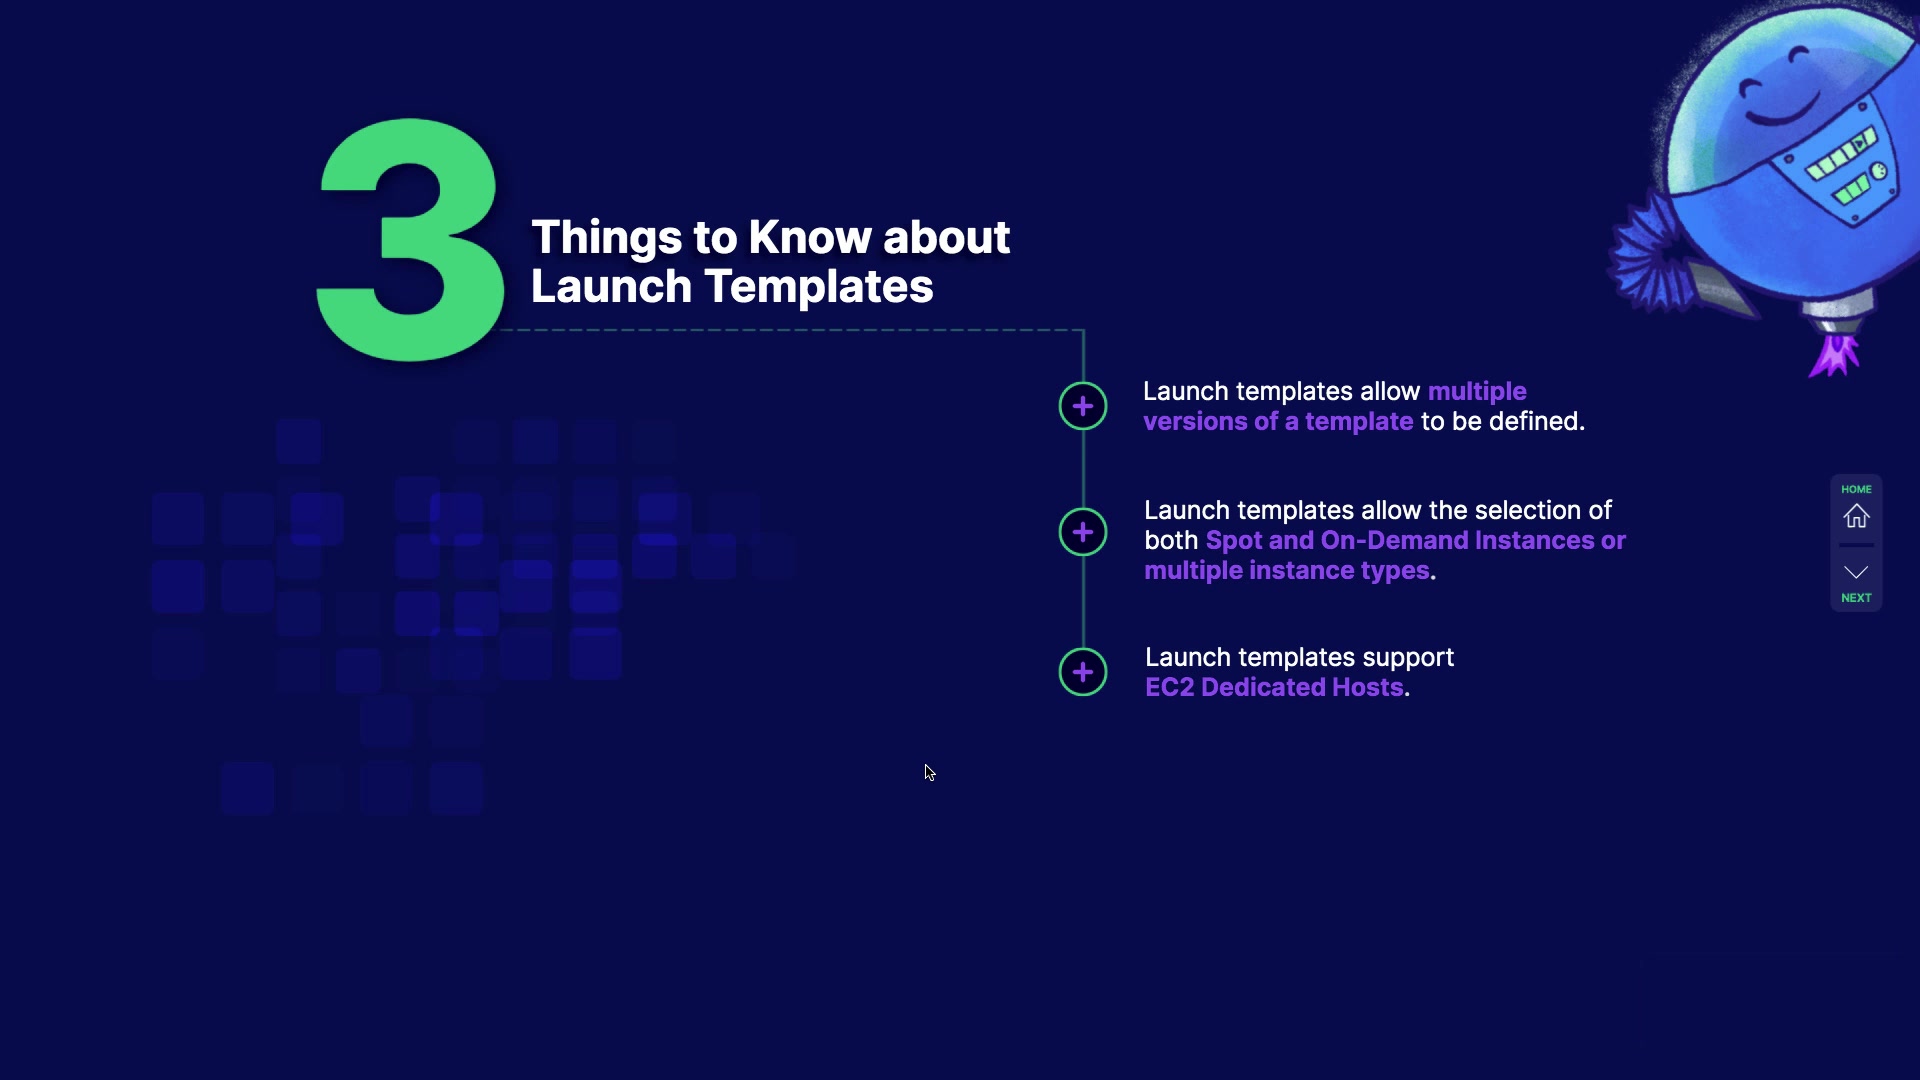 3
Things to Know about
Launch Templates
Launch templates allow multiple
versions of a template to be defined.
Launch templates allow the selection of
both Spot and On-Demand Instances or
multiple instance types.
Launch templates support
EC2 Dedicated Hosts.
HOME
NEXT